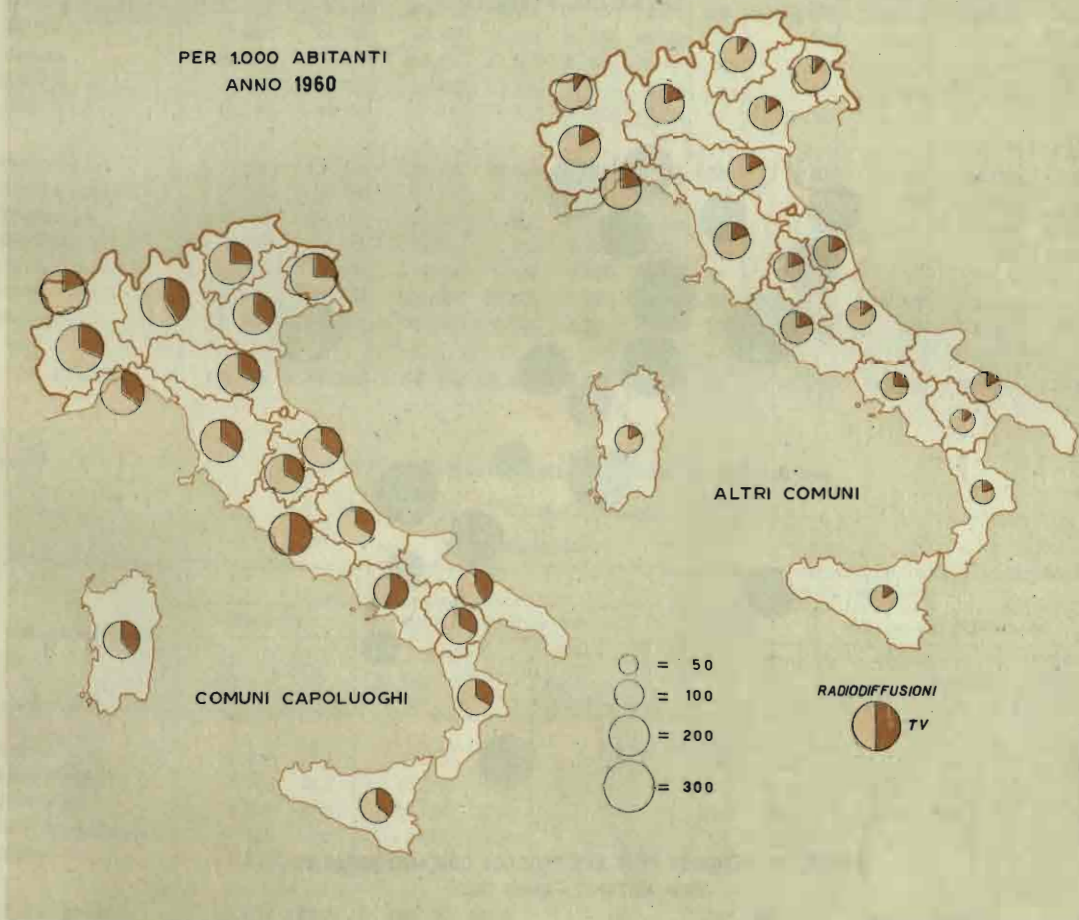 PER 1.000 ABITANTI
ANNO 1960
ALTRI COMUNI
COMUNI CAPOLUOGHI
= 50
= 100
= 200
= 300
RADIODIFFUSIONI
TV